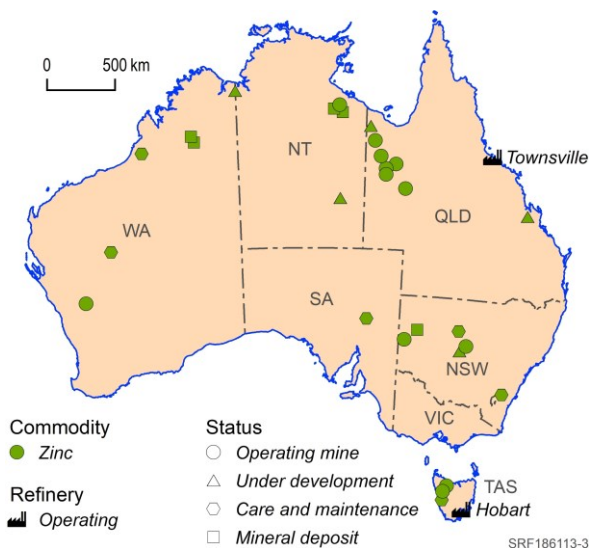 0 500 km
NT
Townsville
WA
QLD
SA
NSW
VIC
Commodity
Zinc
Refinery
Operating
Status
Operating mine
Under development
Care and maintenance
Mineral deposit
TAS
Hobart
SRF186113-3